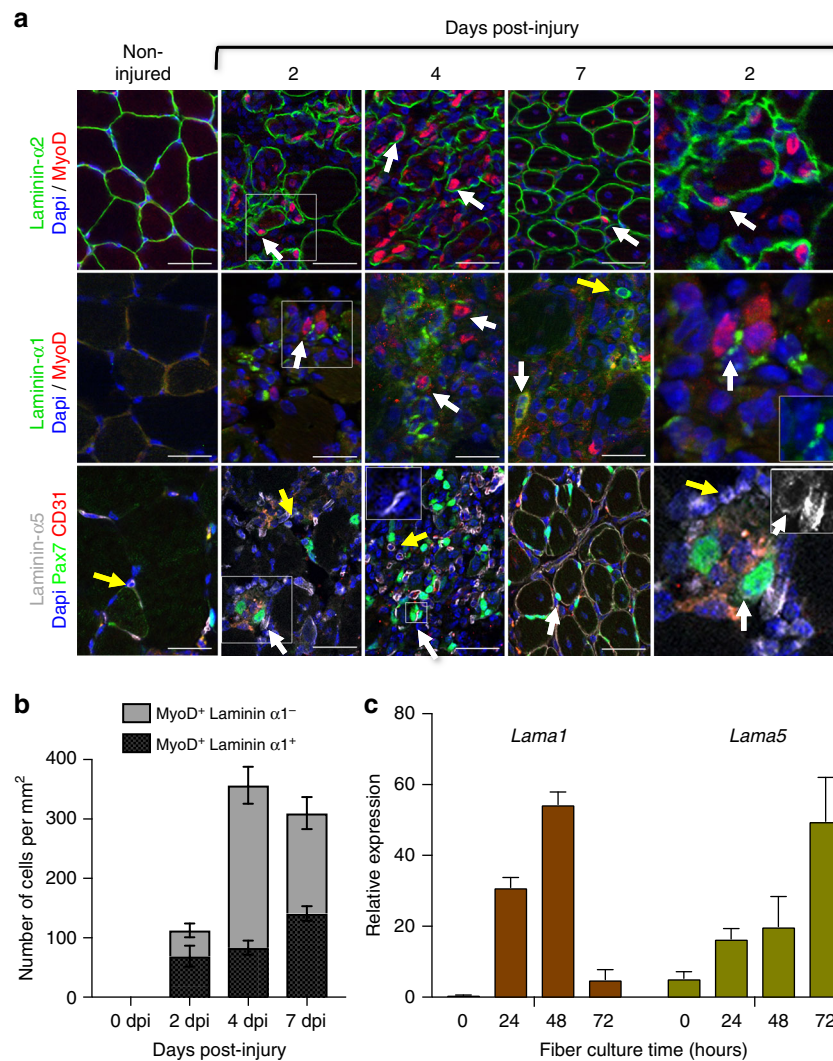 a
Days post-injury
Non-
injured
2
4
7
2
Laminin-α2
Dapi / MyoD
Laminin-α1
Dapi / MyoD
Laminin-α5
Dapi Pax7 CD31
b
MyoD+ Laminin α1−
MyoD+ Laminin α1+
Number of cells per mm2
400
300
200
100
0
0 dpi
2 dpi
4 dpi
7 dpi
Days post-injury
c
Relative expression
80
60
40
20
0
Lama1
Lama5
0
24
48
72
0
24
48
72
Fiber culture time (hours)